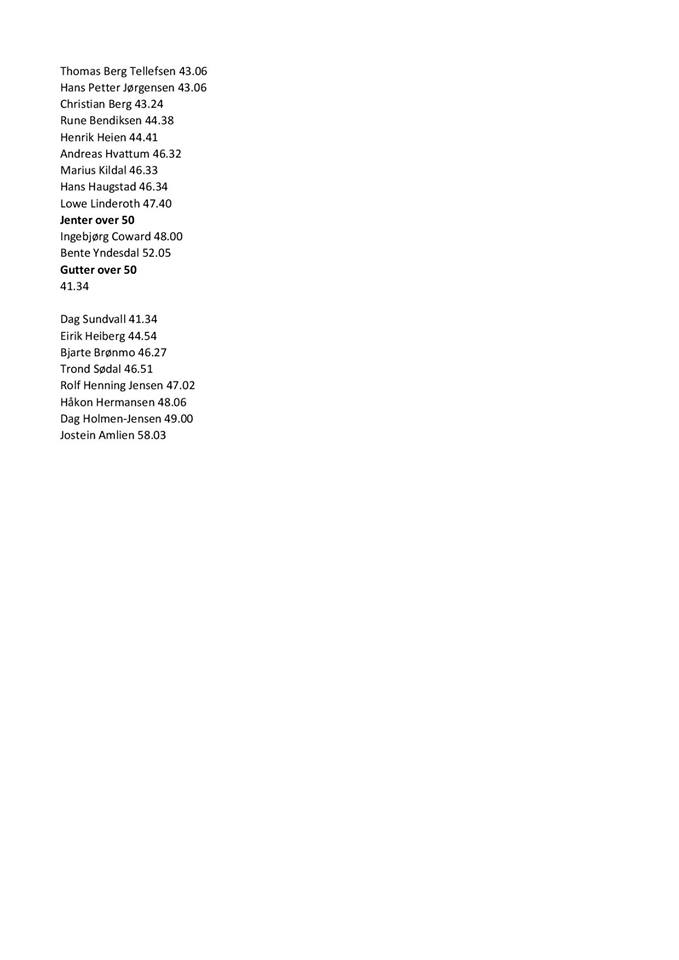 Thomas Berg Tellefsen 43.06
Hans Petter Jørgensen 43.06
Christian Berg 43.24
Rune Bendiksen 44.38
Henrik Heien 44.41
Andreas Hvattum 46.32
Marius Kildal 46.33
Hans Haugstad 46.34
Lowe Linderoth 47.40
Jenter over 50
Ingebjørg Coward 48.00
Bente Yndesdal 52.05
Gutter over 50
41.34
Dag Sundvall 41.34
Eirik Heiberg 44.54
Bjarte Brønmo 46.27
Trond Sødal 46.51
Rolf Henning Jensen 47.02
Håkon Hermansen 48.06
Dag Holmen-Jensen 49.00
Jostein Amlien 58.03